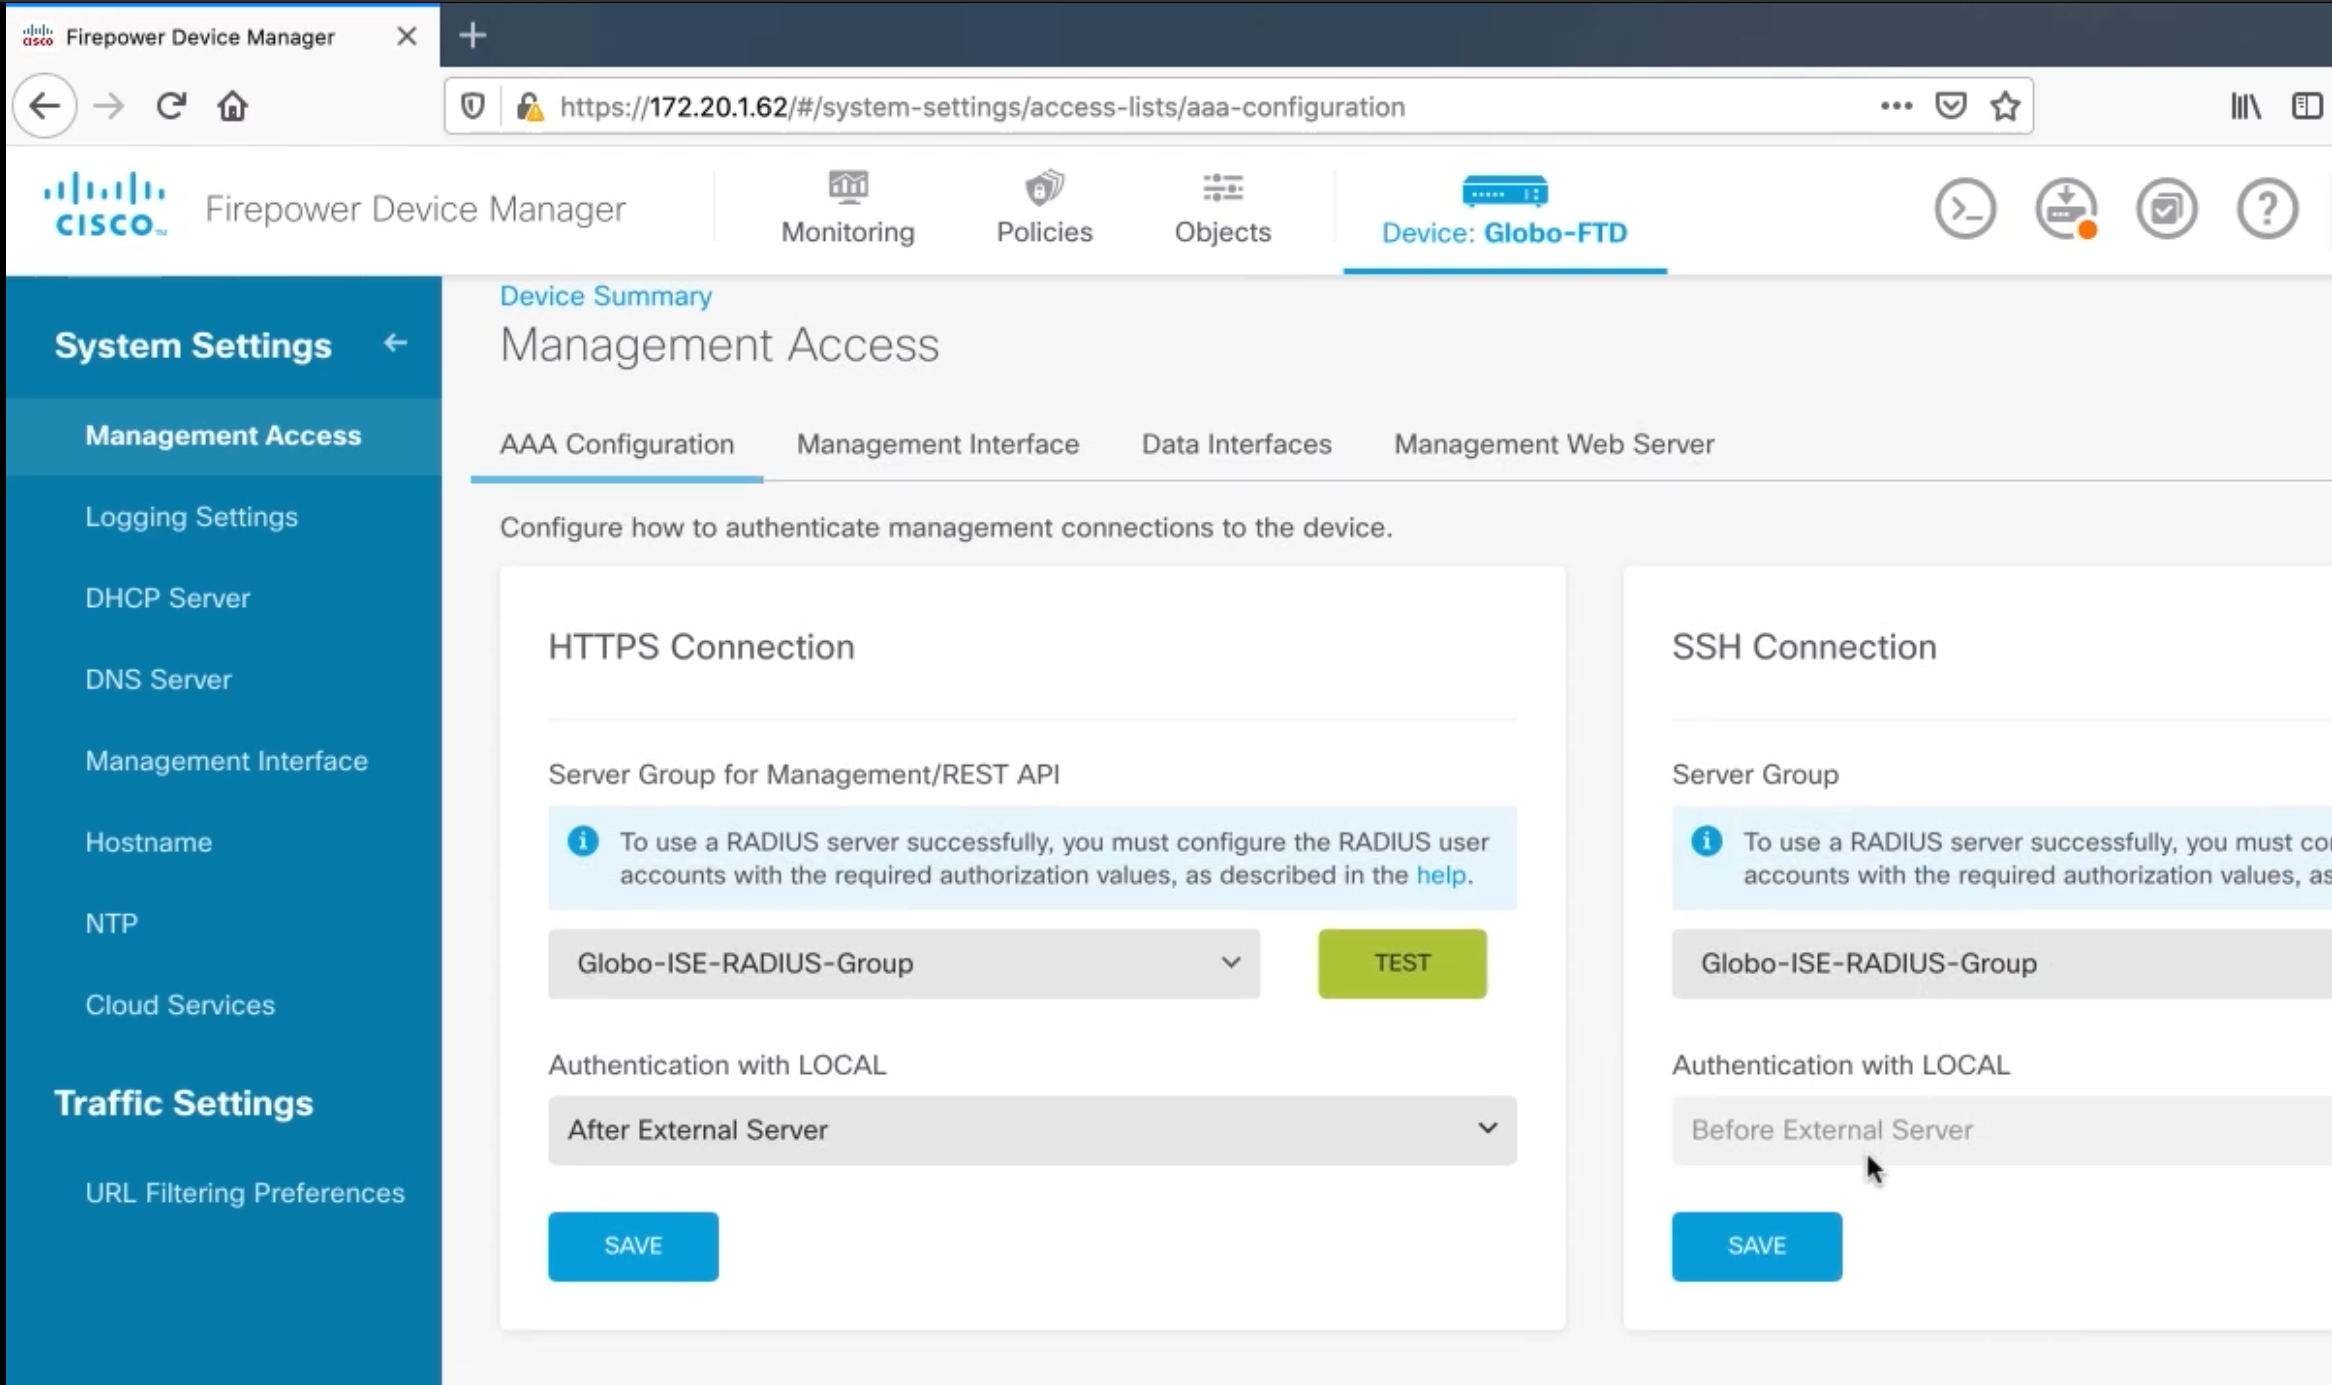 CISCO
Firepower Device Manager
https://172.20.1.62/#/system-settings/access-lists/aaa-configuration
CISCO
Firepower Device Manager
Monitoring
Policies
Objects
Device: Globo-FTD
System Settings
Management Access
Logging Settings
DHCP Server
DNS Server
Management Interface
Hostname
NTP
Cloud Services
Traffic Settings
URL Filtering Preferences
Device Summary
Management Access
AAA Configuration
Management Interface
Data Interfaces
Management Web Server
Configure how to authenticate management connections to the device.
HTTPS Connection
Server Group for Management/REST API
To use a RADIUS server successfully, you must configure the RADIUS user
accounts with the required authorization values, as described in the help.
Globo-ISE-RADIUS-Group
TEST
Authentication with LOCAL
After External Server
SAVE
SSH Connection
Server Group
To use a RADIUS server successfully, you must co
accounts with the required authorization values, as
Globo-ISE-RADIUS-Group
Authentication with LOCAL
Before External Server
SAVE